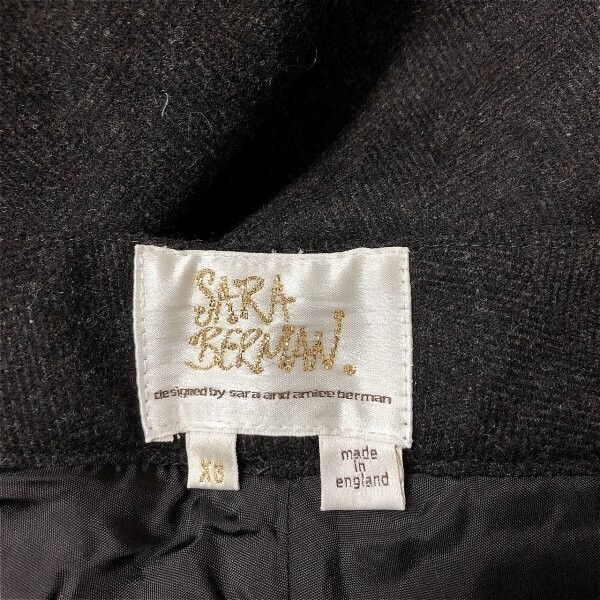 SARA
BERMAN.
designed by sara and amiee berman
XS
made
in
england